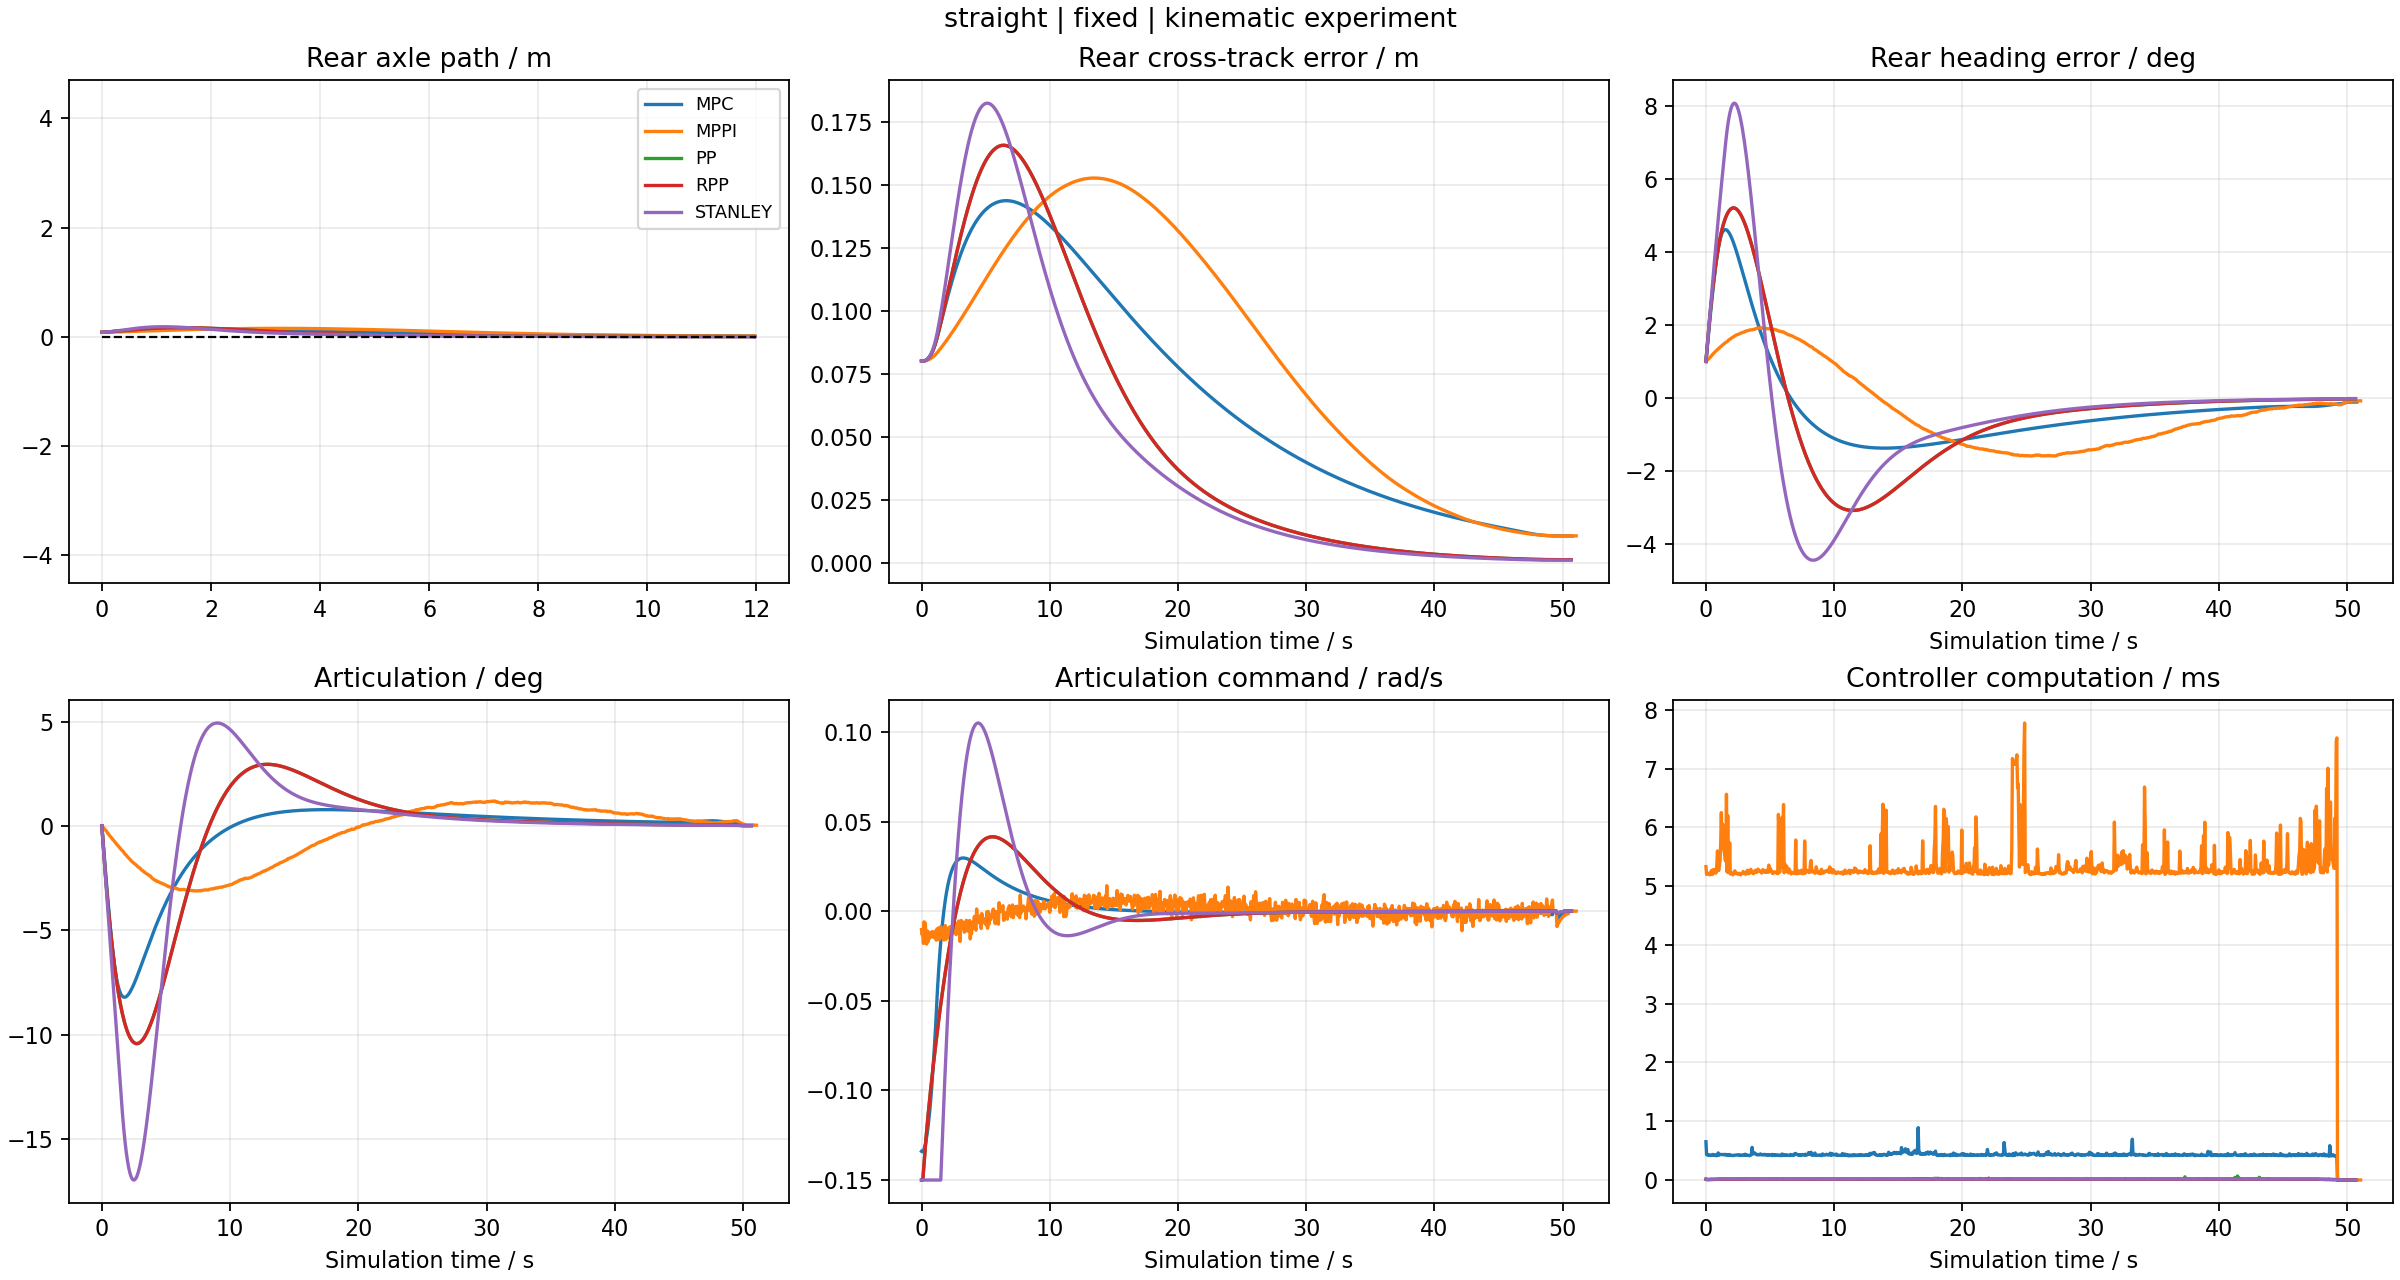 straight | fixed | kinematic experiment
Rear axle path / m
4
2
0
−2
−4
0 2 4 6 8 10 12
MPC
MPPI
PP
RPP
STANLEY
Rear cross-track error / m
0.175
0.150
0.125
0.100
0.075
0.050
0.025
0.000
0 10 20 30 40 50
Simulation time / s
Rear heading error / deg
8
6
4
2
0
−2
−4
0 10 20 30 40 50
Simulation time / s
Articulation / deg
5
0
−5
−10
−15
0 10 20 30 40 50
Simulation time / s
Articulation command / rad/s
0.10
0.05
0.00
−0.05
−0.10
−0.15
0 10 20 30 40 50
Simulation time / s
Controller computation / ms
8
7
6
5
4
3
2
1
0
0 10 20 30 40 50
Simulation time / s